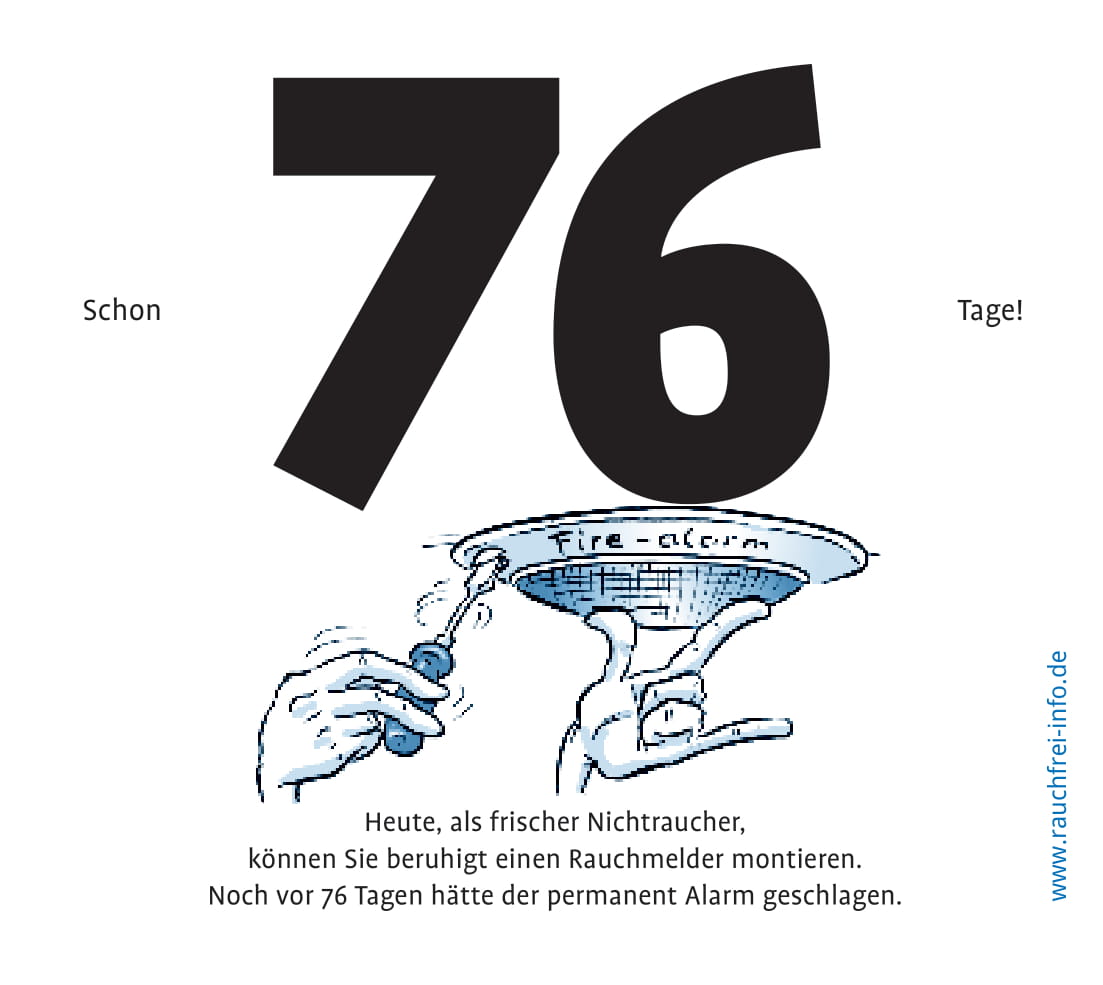 Schon
76
Tage!
Fire-alarm
Heute, als frischer Nichtraucher,
können Sie beruhigt einen Rauchmelder montieren.
Noch vor 76 Tagen hätte der permanent Alarm geschlagen.
www.rauchfrei-info.de